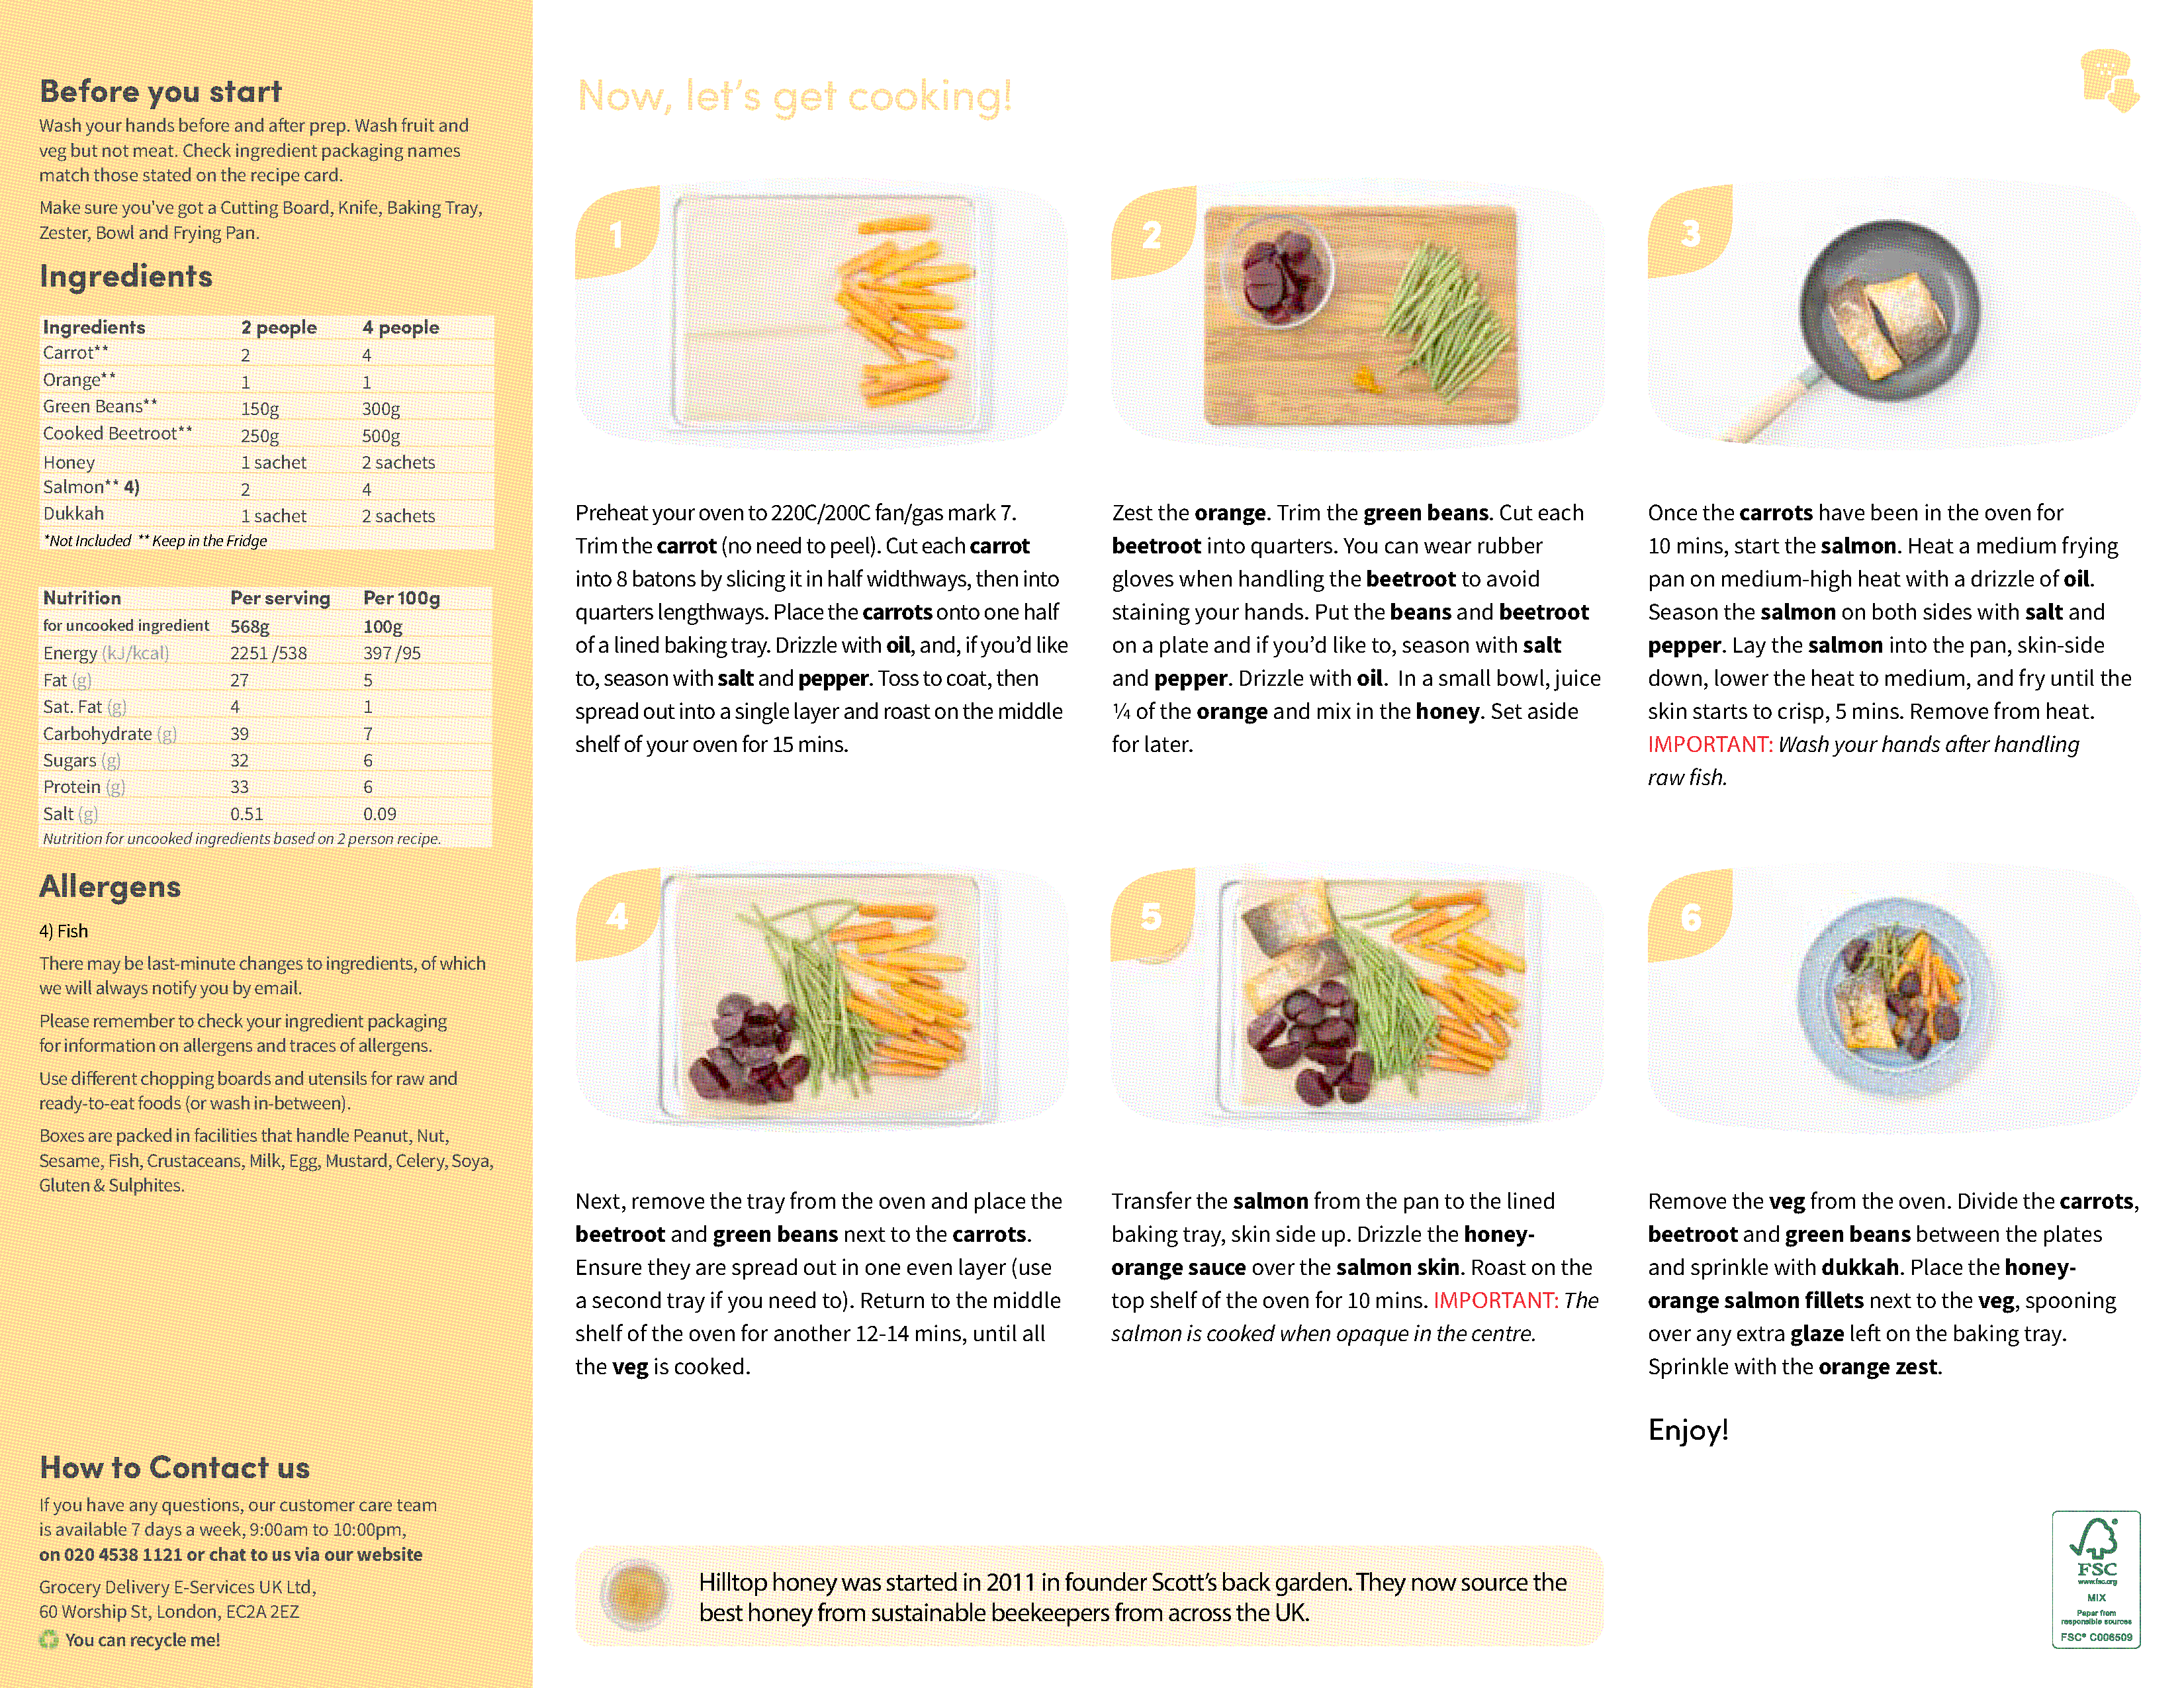 Before you start
Wash your hands before and after prep. Wash fruit and
veg but not meat. Check ingredient packaging names
match those stated on the recipe card.
Make sure you've got a Cutting Board, Knife, Baking Tray,
Zester, Bowl and Frying Pan.
Ingredients
Ingredients 2 people 4 people
Carrot** 2 4
Orange** 1 1
Green Beans** 150g 300g
Cooked Beetroot** 250g 500g
Honey 1 sachet 2 sachets
Salmon** 4) 2 4
Dukkah 1 sachet 2 sachets
*Not Included ** Keep in the Fridge
Nutrition Per serving Per 100g
for uncooked ingredient 568g 100g
Energy (kJ/kcal) 2251 /538 397 /95
Fat (g) 27 5
Sat. Fat (g) 4 1
Carbohydrate (g) 39 7
Sugars (g) 32 6
Protein (g) 33 6
Salt (g) 0.51 0.09
Nutrition for uncooked ingredients based on 2 person recipe.
Allergens
4) Fish
There may be last-minute changes to ingredients, of which
we will always notify you by email.
Please remember to check your ingredient packaging
for information on allergens and traces of allergens.
Use different chopping boards and utensils for raw and
ready-to-eat foods (or wash in-between).
Boxes are packed in facilities that handle Peanut, Nut,
Sesame, Fish, Crustaceans, Milk, Egg, Mustard, Celery, Soya,
Gluten & Sulphites.
How to Contact us
If you have any questions, our customer care team
is available 7 days a week, 9:00am to 10:00pm,
on 020 4538 1121 or chat to us via our website
Grocery Delivery E-Services UK Ltd,
60 Worship St, London, EC2A 2EZ
You can recycle me!
Now, let's get cooking!
1
Preheat your oven to 220C/200C fan/gas mark 7.
Trim the carrot (no need to peel). Cut each carrot
into 8 batons by slicing it in half widthways, then into
quarters lengthways. Place the carrots onto one half
of a lined baking tray. Drizzle with oil, and, if you’d like
to, season with salt and pepper. Toss to coat, then
spread out into a single layer and roast on the middle
shelf of your oven for 15 mins.
2
Zest the orange. Trim the green beans. Cut each
beetroot into quarters. You can wear rubber
gloves when handling the beetroot to avoid
staining your hands. Put the beans and beetroot
on a plate and if you’d like to, season with salt
and pepper. Drizzle with oil. In a small bowl, juice
¼ of the orange and mix in the honey. Set aside
for later.
3
Once the carrots have been in the oven for
10 mins, start the salmon. Heat a medium frying
pan on medium-high heat with a drizzle of oil.
Season the salmon on both sides with salt and
pepper. Lay the salmon into the pan, skin-side
down, lower the heat to medium, and fry until the
skin starts to crisp, 5 mins. Remove from heat.
IMPORTANT: Wash your hands after handling
raw fish.
4
Next, remove the tray from the oven and place the
beetroot and green beans next to the carrots.
Ensure they are spread out in one even layer (use
a second tray if you need to). Return to the middle
shelf of the oven for another 12-14 mins, until all
the veg is cooked.
5
Transfer the salmon from the pan to the lined
baking tray, skin side up. Drizzle the honey-
orange sauce over the salmon skin. Roast on the
top shelf of the oven for 10 mins. IMPORTANT: The
salmon is cooked when opaque in the centre.
6
Remove the veg from the oven. Divide the carrots,
beetroot and green beans between the plates
and sprinkle with dukkah. Place the honey-
orange salmon fillets next to the veg, spooning
over any extra glaze left on the baking tray.
Sprinkle with the orange zest.
Enjoy!
Hilltop honey was started in 2011 in founder Scott’s back garden. They now source the
best honey from sustainable beekeepers from across the UK.
FSC
www.fsc.org
MIX
Paper from
responsible sources
FSC® C006509